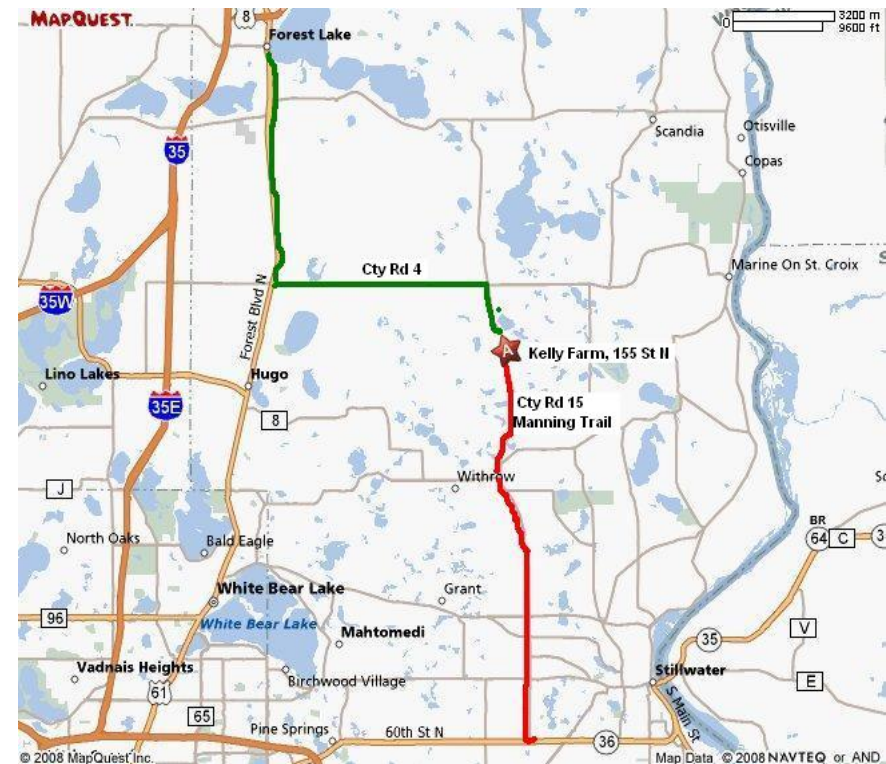 MAPQUEST
8
Forest Lake
0
3200 m
9600 ft
Scandia
Otisville
Copas
35
Cty Rd 4
Marine On St. Croix
35W
Forest Blvd N
A
Kelly Farm, 155 St N
Lino Lakes
Hugo
35E
8
Cty Rd 15
Manning Trail
J
Withrow
North Oaks
Bald Eagle
BR
64
C
3
White Bear Lake
Grant
96
White Bear Lake
Mahtomedi
35
V
Vadnais Heights
Birchwood Village
Stillwater
E
61
65
S Main St
Pine Springs
60th St N
36
© 2008 MapQuest Inc.
Map Data © 2008 NAVTEQ or AND